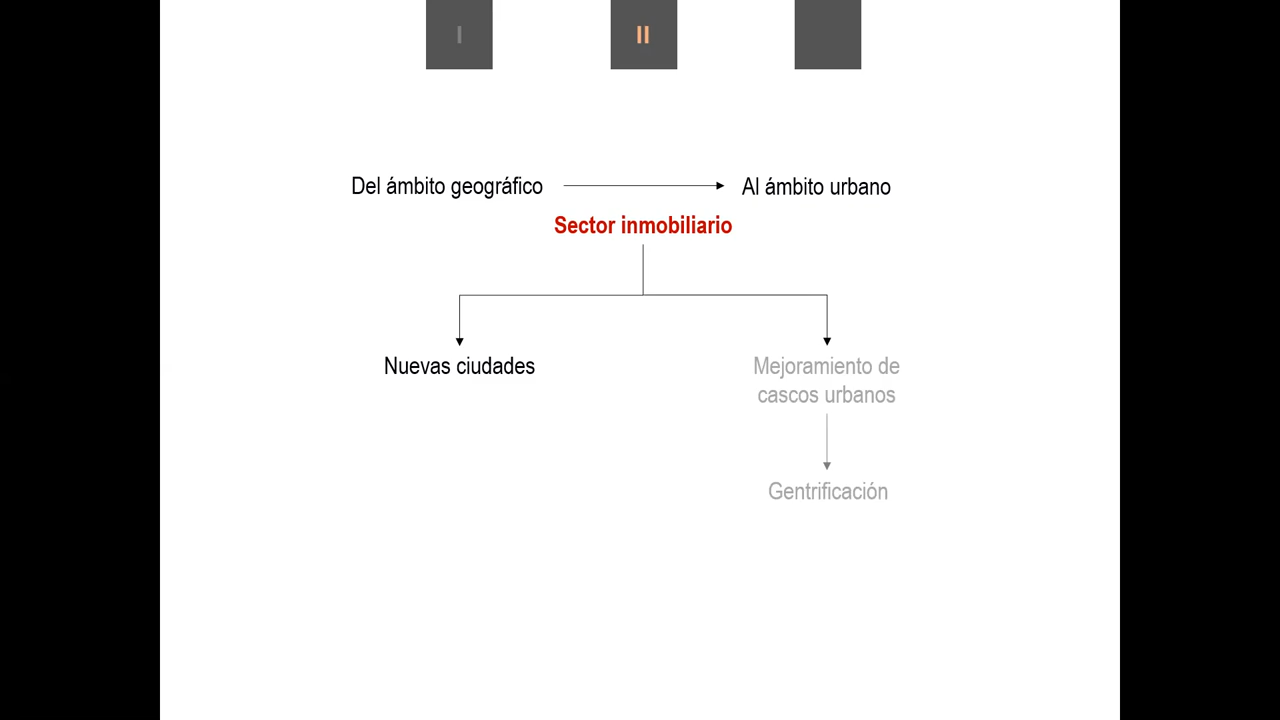 I
II
Del ámbito geográfico
Al ámbito urbano
Sector inmobiliario
Nuevas ciudades
Mejoramiento de
cascos urbanos
Gentrificación